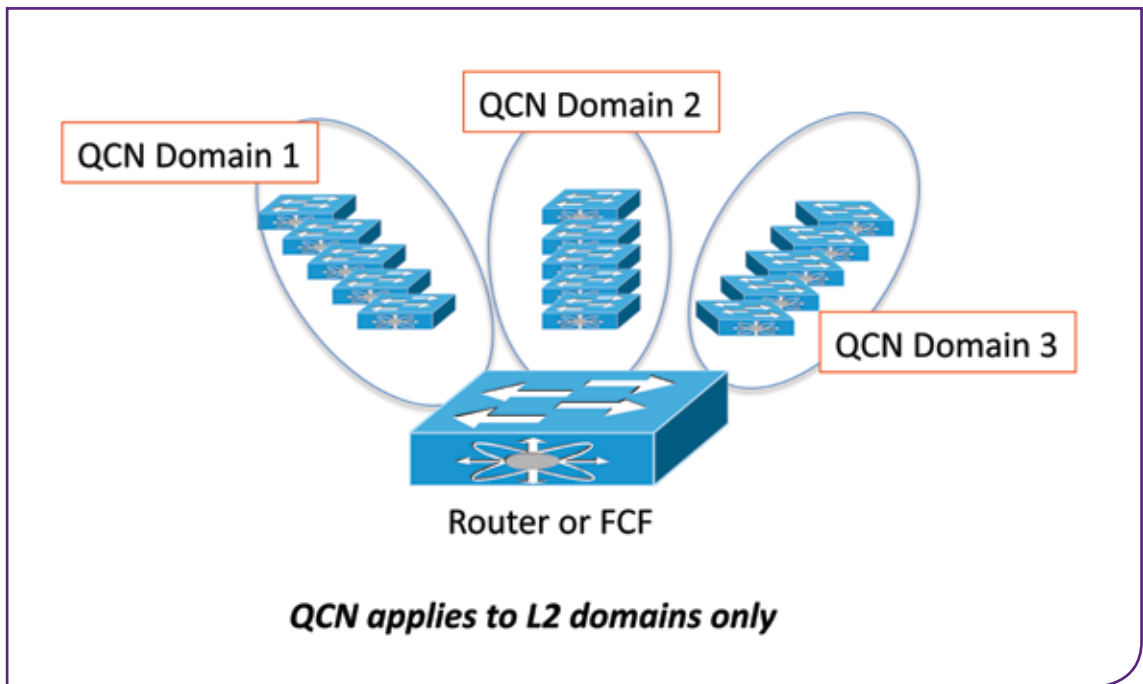 QCN Domain 1
QCN Domain 2
QCN Domain 3
Router or FCF
QCN applies to L2 domains only